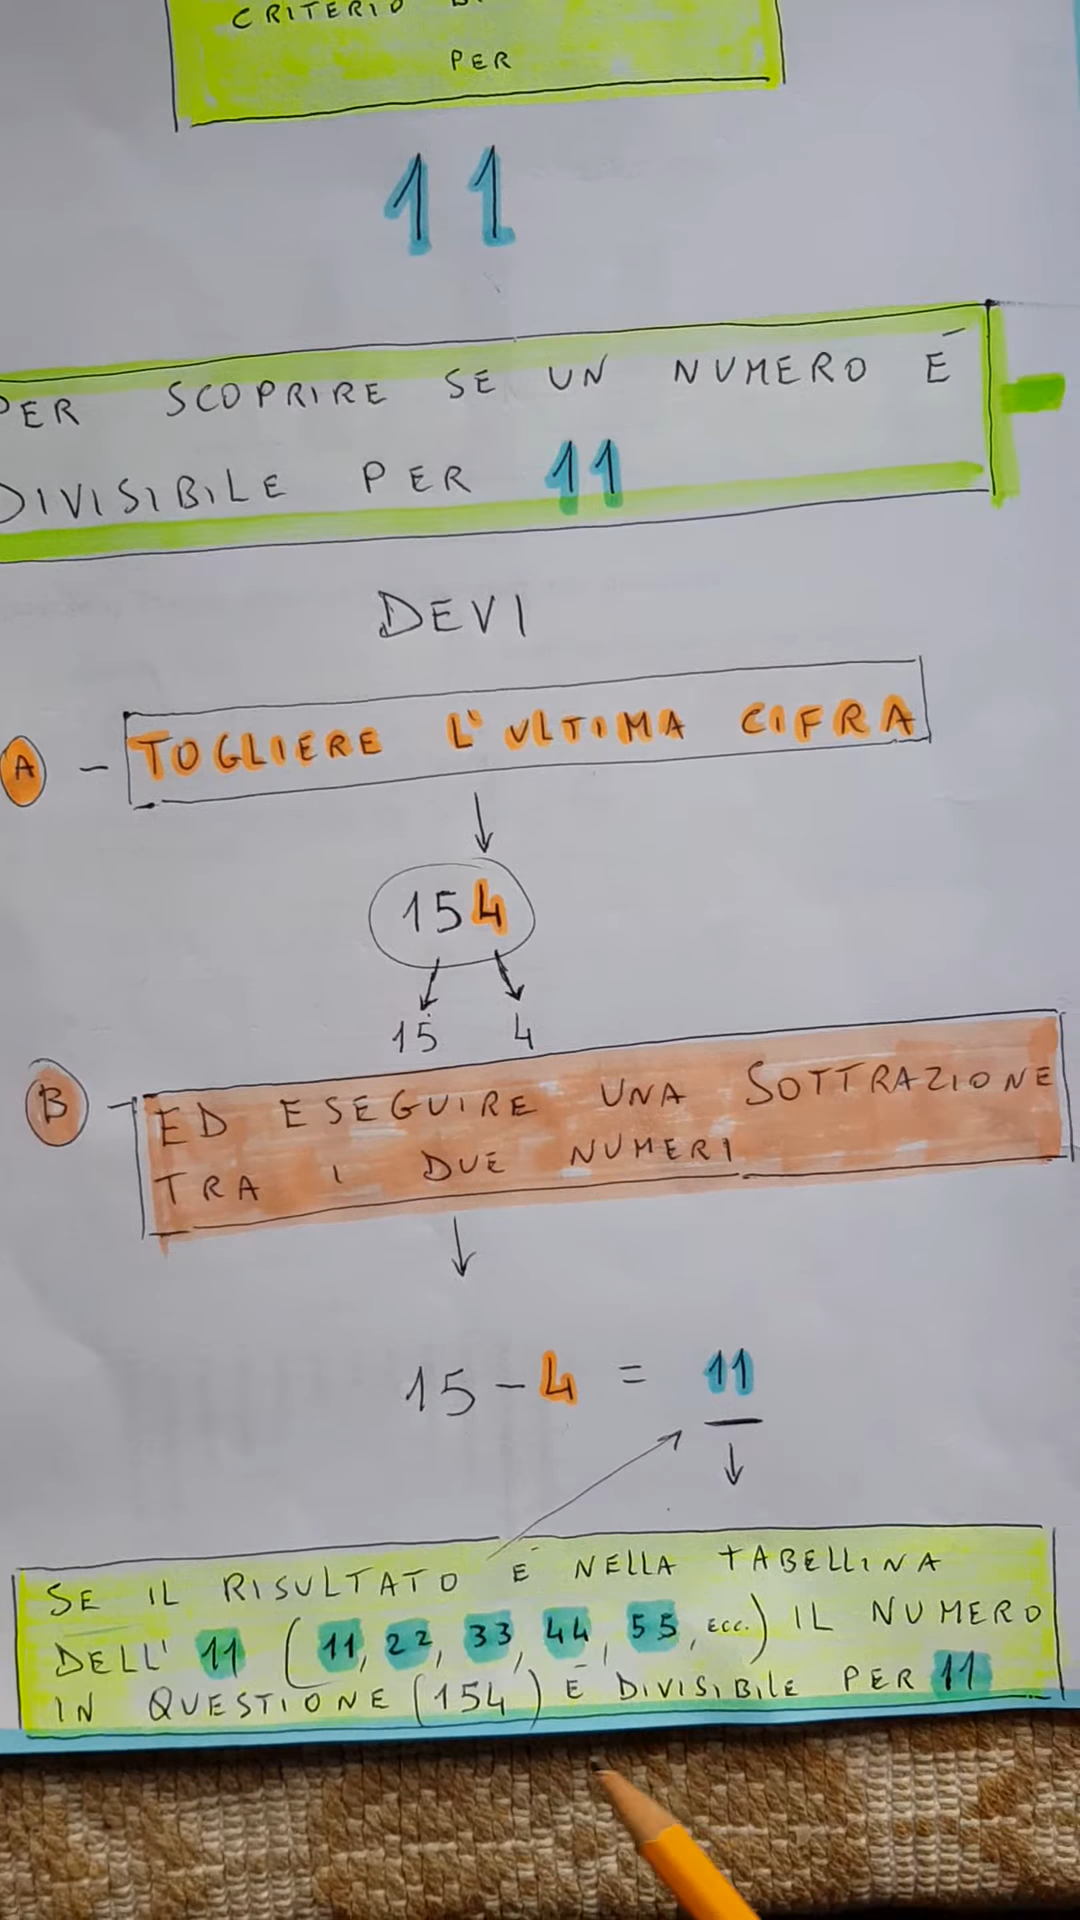 CRITERIO
PER
11
PER SCOPRIRE SE UN NUMERO È
DIVISIBILE PER 11
DEVI
A - TOGLIERE L'ULTIMA CIFRA
154
15 4
B - ED ESEGUIRE UNA SOTTRAZIONE
TRA I DUE NUMERI
15 - 4 = 11
SE IL RISULTATO È NELLA TABELLINA
DELL' 11 (11, 22, 33, 44, 55, ECC.) IL NUMERO
IN QUESTIONE (154) È DIVISIBILE PER 11